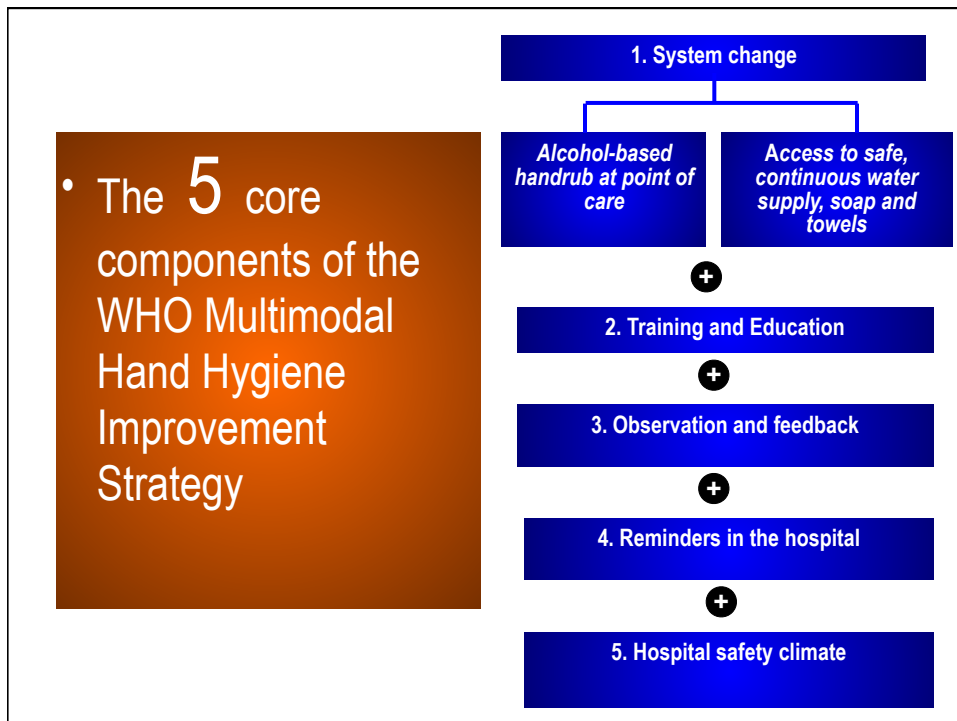 • The 5 core
components of the
WHO Multimodal
Hand Hygiene
Improvement
Strategy
1. System change
Alcohol-based
handrub at point of
care
Access to safe,
continuous water
supply, soap and
towels
+
2. Training and Education
+
3. Observation and feedback
+
4. Reminders in the hospital
+
5. Hospital safety climate